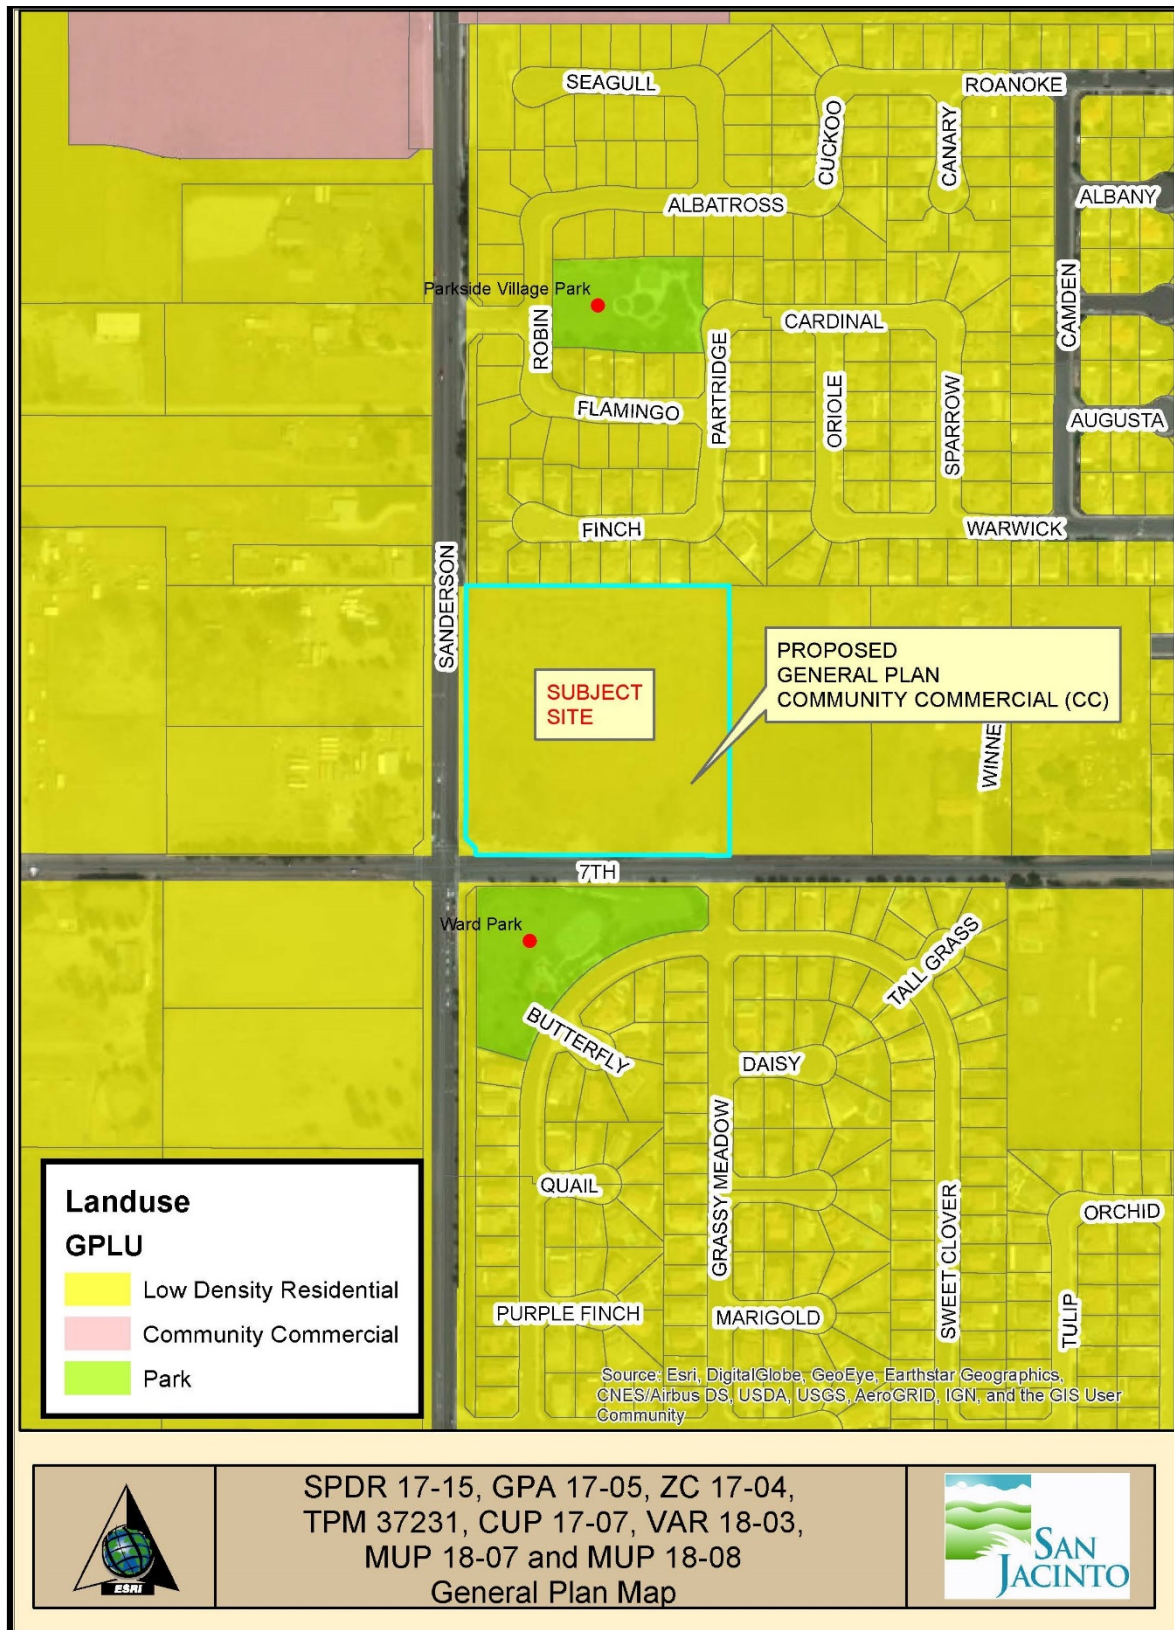 SEAGULL
ROANOKE
CUCKOO
CANARY
ALBATROSS
ALBANY
Parkside Village Park
ROBIN
CAMDEN
CARDINAL
PARTRIDGE
FLAMINGO
ORIOLE
SPARROW
AUGUSTA
FINCH
WARWICK
SANDERSON
PROPOSED
GENERAL PLAN
COMMUNITY COMMERCIAL (CC)
SUBJECT
SITE
WINNE
7TH
Ward Park
TALL GRASS
BUTTERFLY
DAISY
GRASSY MEADOW
QUAIL
SWEET CLOVER
ORCHID
PURPLE FINCH
MARIGOLD
TULIP
Landuse
GPLU
Low Density Residential
Community Commercial
Park
Source: Esri, DigitalGlobe, GeoEye, Earthstar Geographics,
CNES/Airbus DS, USDA, USGS, AeroGRID, IGN, and the GIS User
Community
ESRI
SPDR 17-15, GPA 17-05, ZC 17-04,
TPM 37231, CUP 17-07, VAR 18-03,
MUP 18-07 and MUP 18-08
General Plan Map
SAN
JACINTO